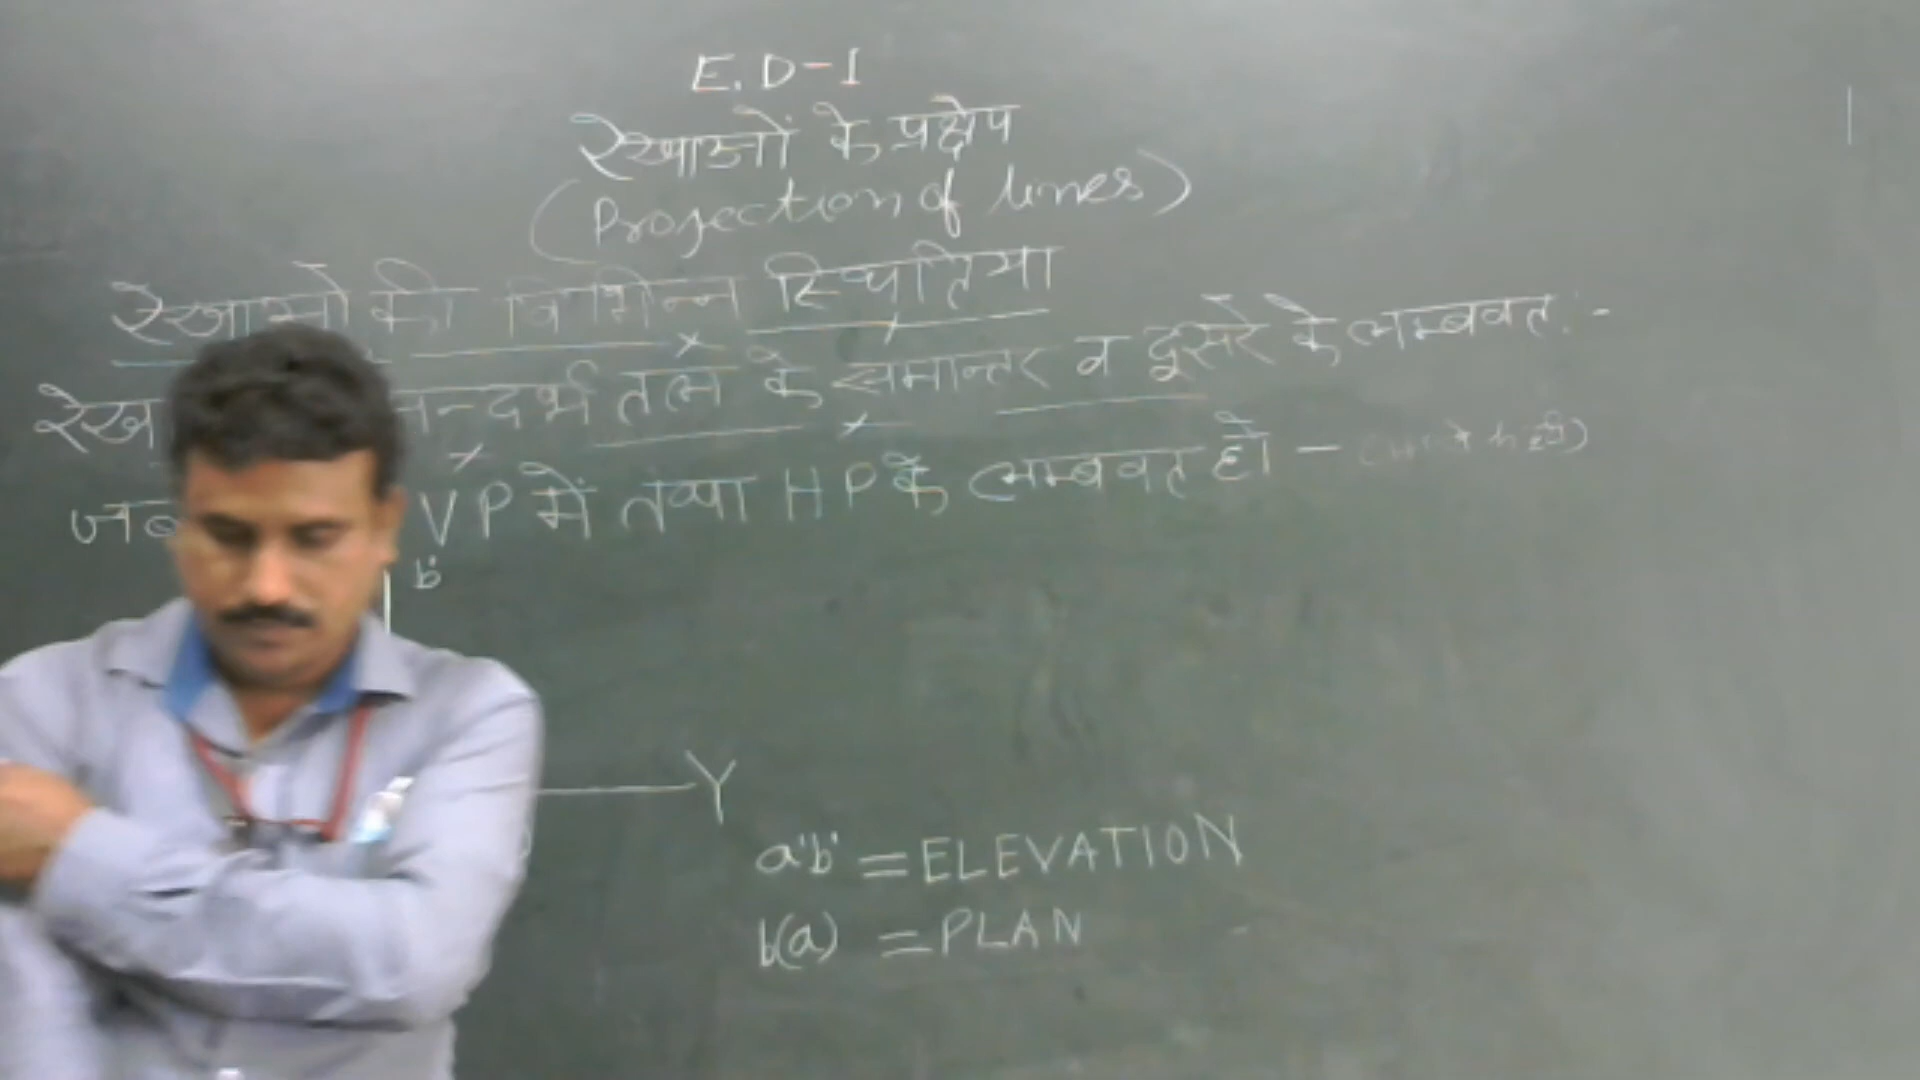 E. D-1
रेखाओं के प्रक्षेप
(Projection of lines)
रेखाओ की विभिन्न स्थितिया
रेख न्दर्भ तल के समान्तर व दूसरे के लम्बवत :-
जब VP में तथा HP के लम्बवत हो -
b'
Y
a'b' = ELEVATION
b(a) = PLAN